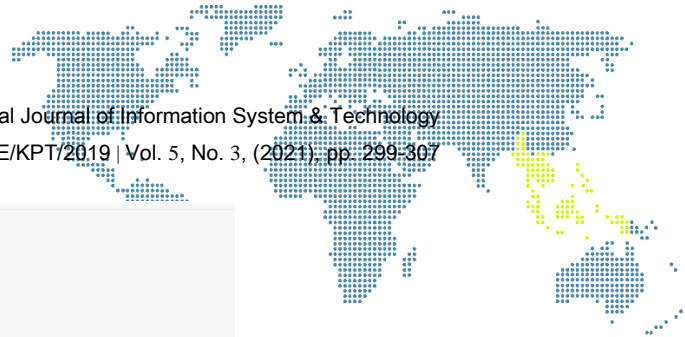 al Journal of Information System & Technology
E/KPT/2019 | Vol. 5, No. 3, (2021), pp. 299-307